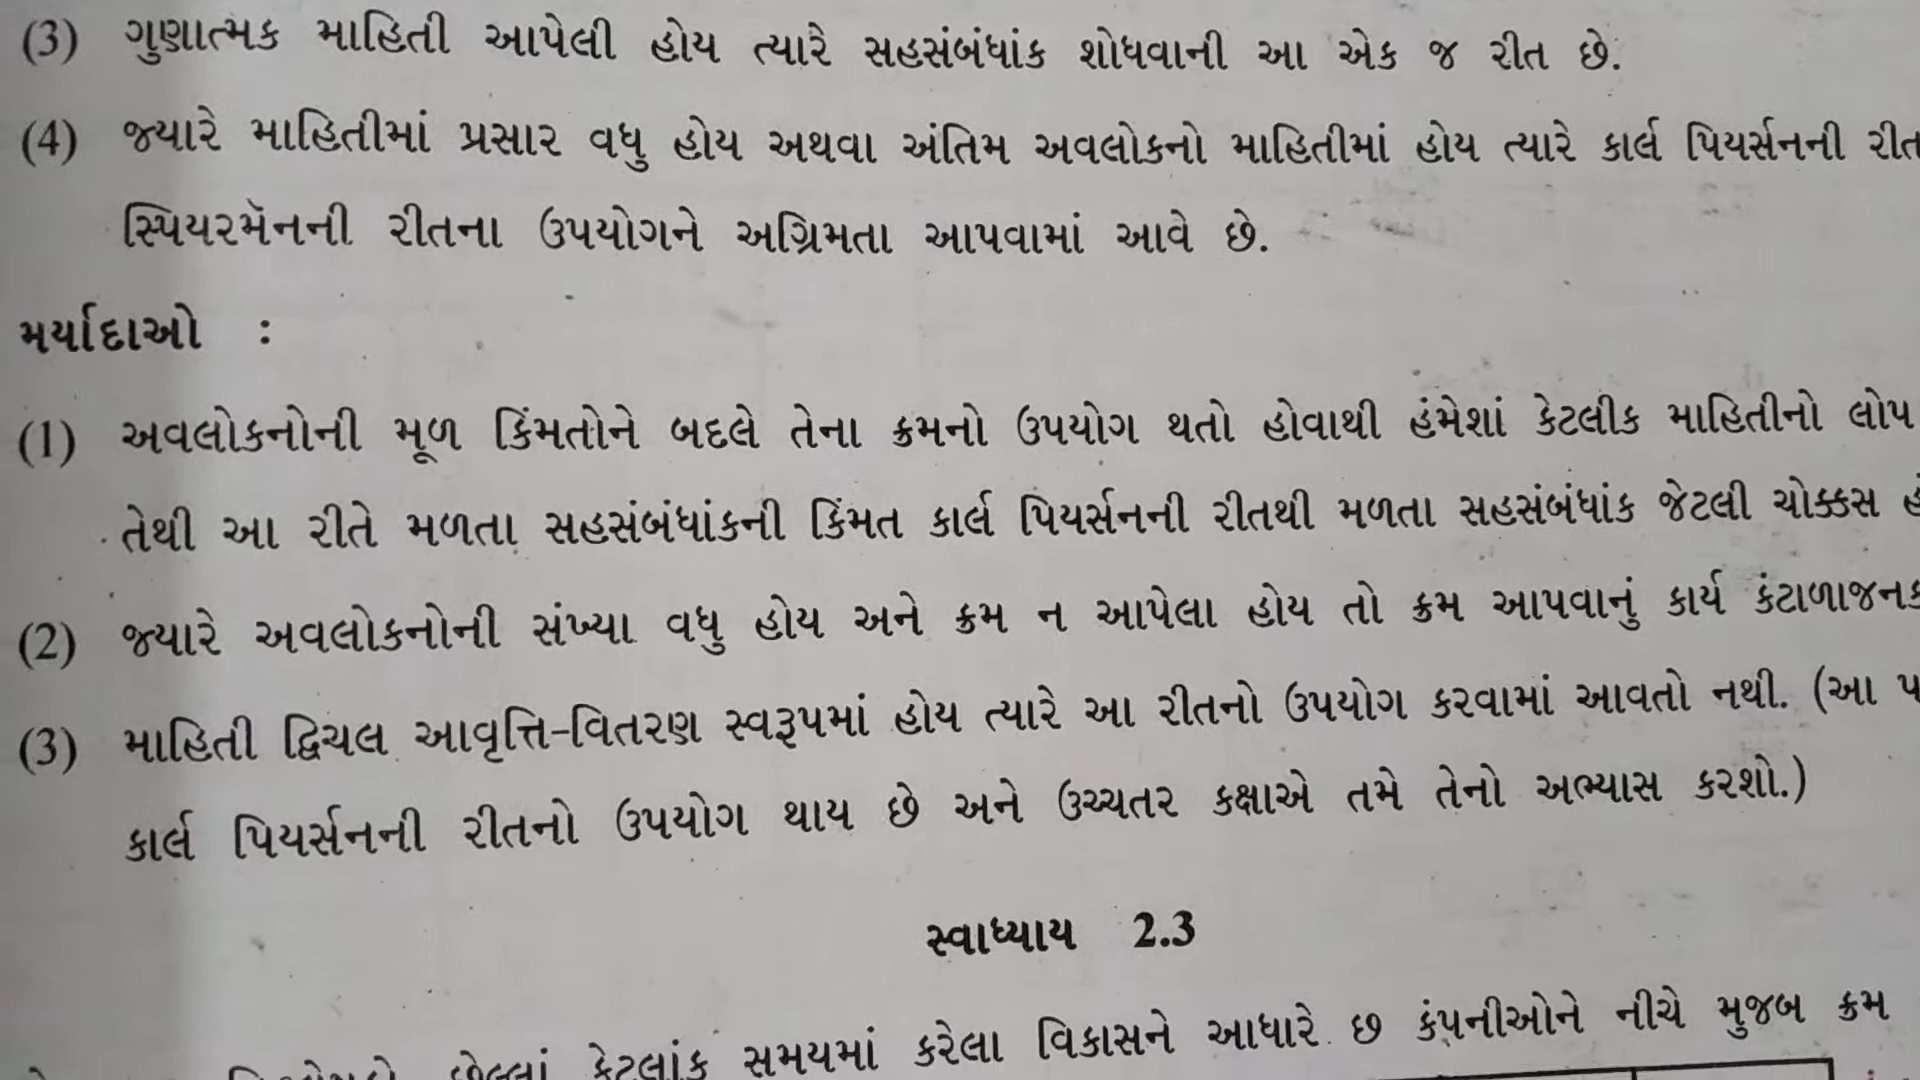 (3) ગુણાત્મક માહિતી આપેલી હોય ત્યારે સહસંબંધાંક શોધવાની આ એક જ રીત છે.
(4) જ્યારે માહિતીમાં પ્રસાર વધુ હોય અથવા અંતિમ અવલોકનો માહિતીમાં હોય ત્યારે કાર્લ પિયર્સનની રીત
સ્પિયરમૅનની રીતના ઉપયોગને અગ્રિમતા આપવામાં આવે છે.
મર્યાદાઓ :
(1) અવલોકનોની મૂળ કિંમતોને બદલે તેના ક્રમનો ઉપયોગ થતો હોવાથી હંમેશાં કેટલીક માહિતીનો લોપ
તેથી આ રીતે મળતા સહસંબંધાંકની કિંમત કાર્લ પિયર્સનની રીતથી મળતા સહસંબંધાંક જેટલી ચોક્કસ
(2) જ્યારે અવલોકનોની સંખ્યા વધુ હોય અને ક્રમ ન આપેલા હોય તો ક્રમ આપવાનું કાર્ય કંટાળાજનક
(3) માહિતી દ્વિચલ આવૃત્તિ-વિતરણ સ્વરૂપમાં હોય ત્યારે આ રીતનો ઉપયોગ કરવામાં આવતો નથી. (આ
કાર્લ પિયર્સનની રીતનો ઉપયોગ થાય છે અને ઉચ્ચતર કક્ષાએ તમે તેનો અભ્યાસ કરશો.)
સ્વાધ્યાય 2.3
છેલ્લાં કેટલાંક સમયમાં કરેલા વિકાસને આધારે છ કંપનીઓને નીચે મુજબ ક્રમ